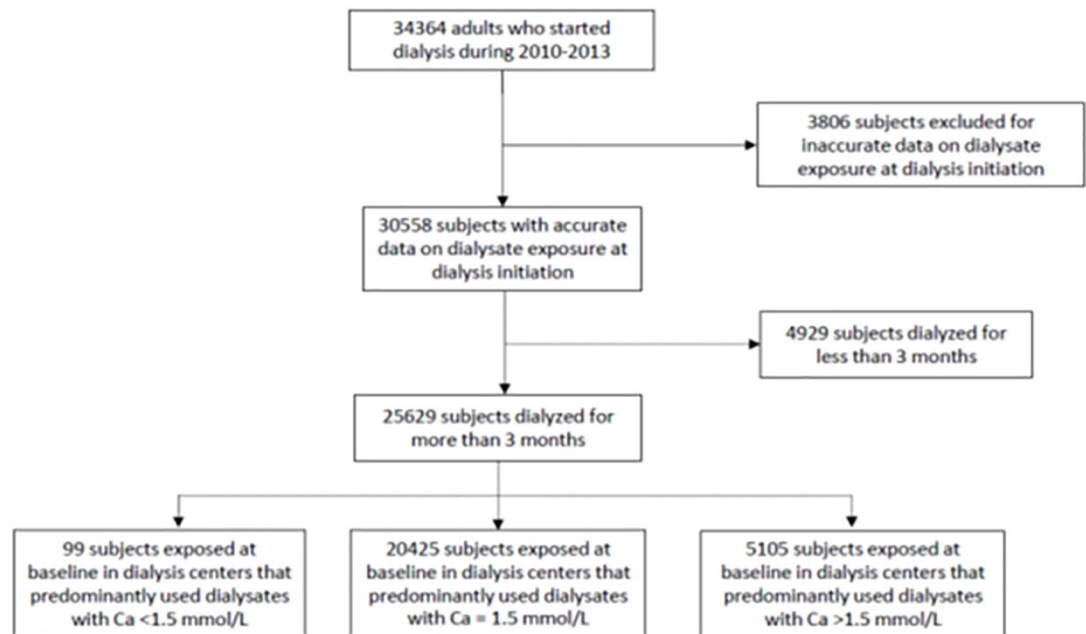 34364 adults who started
dialysis during 2010-2013
3806 subjects excluded for
inaccurate data on dialysate
exposure at dialysis initiation
30558 subjects with accurate
data on dialysate exposure at
dialysis initiation
4929 subjects dialyzed for
less than 3 months
25629 subjects dialyzed for
more than 3 months
99 subjects exposed at
baseline in dialysis centers that
predominantly used dialysates
with Ca <1.5 mmol/L
20425 subjects exposed at
baseline in dialysis centers that
predominantly used dialysates
with Ca = 1.5 mmol/L
5105 subjects exposed at
baseline in dialysis centers that
predominantly used dialysates
with Ca >1.5 mmol/L